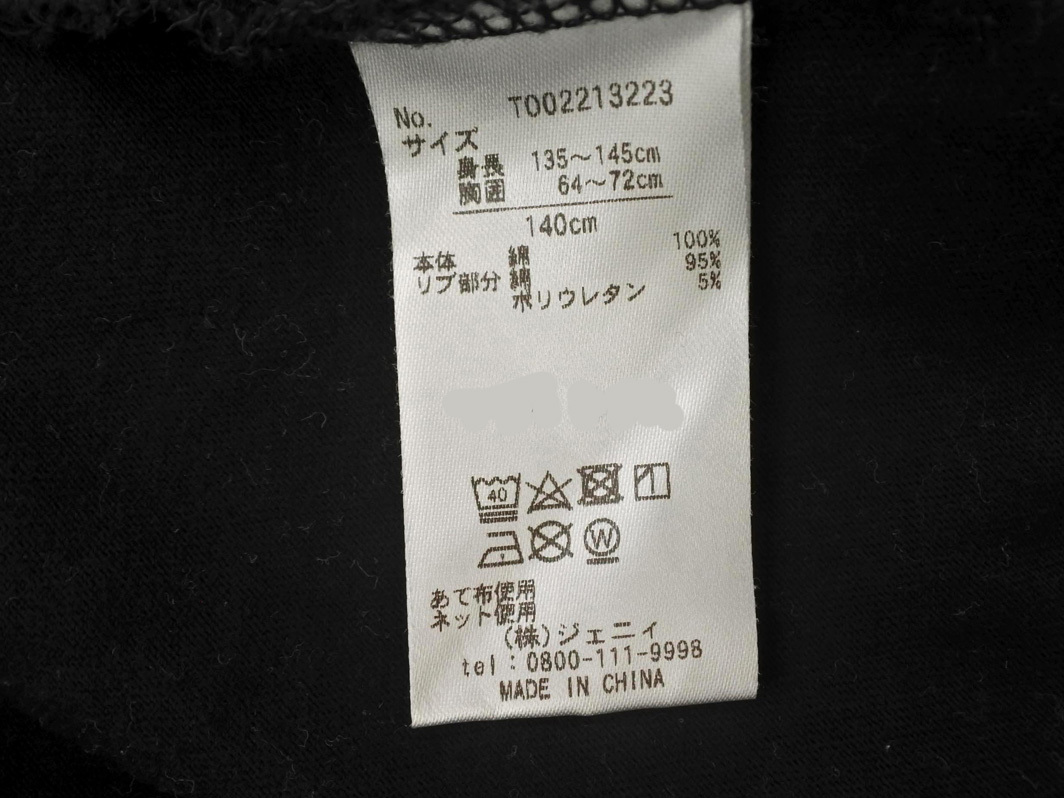 No. T002213223
サイズ
身長 135～145cm
胸囲 64～72cm
140cm
本体 綿 100%
リブ部分 綿 95%
ポリウレタン 5%
40
W
あて布使用
ネット使用
(株)ジェニィ
tel：0800-111-9998
MADE IN CHINA